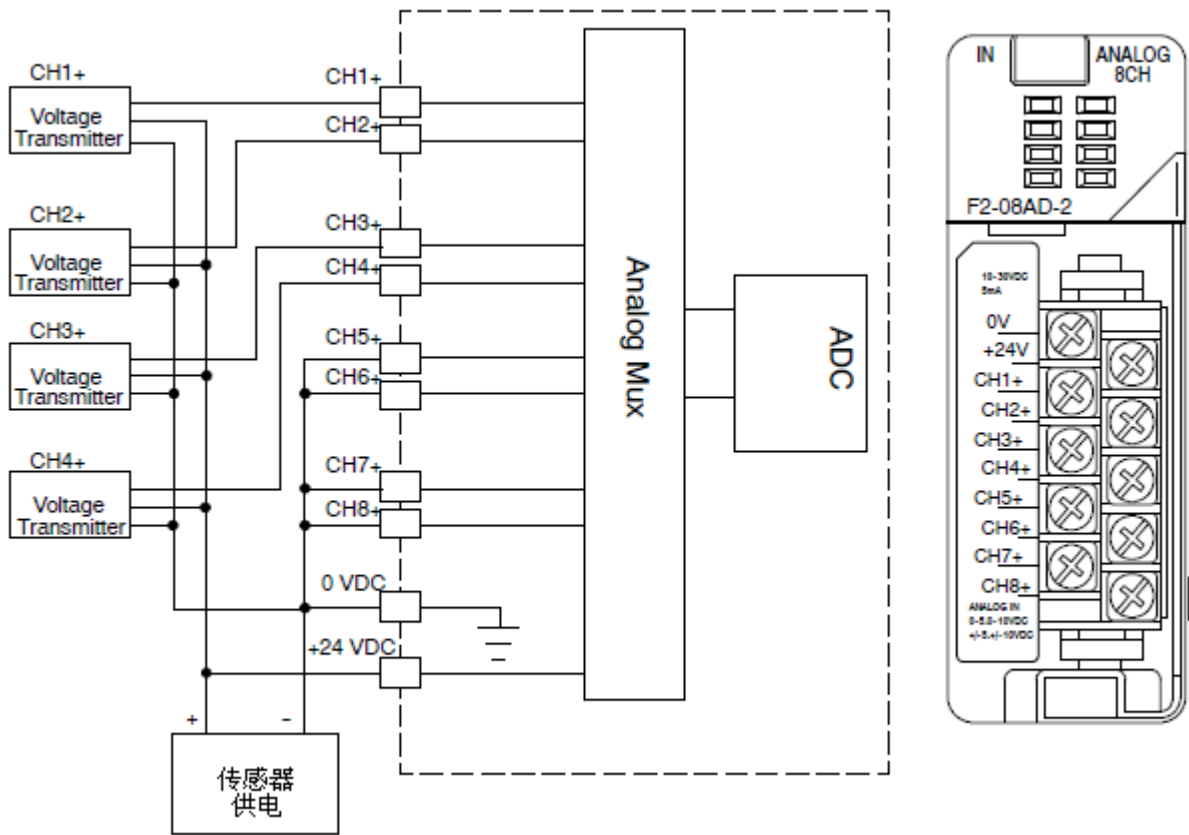 CH1+
Voltage
Transmitter
CH2+
Voltage
Transmitter
CH3+
Voltage
Transmitter
CH4+
Voltage
Transmitter
CH1+
CH2+
CH3+
CH4+
CH5+
CH6+
CH7+
CH8+
0 VDC
+24 VDC
+ -
传感器
供电
Analog Mux
ADC
IN
ANALOG
8CH
F2-08AD-2
10-30VDC
5mA
0V
+24V
CH1+
CH2+
CH3+
CH4+
CH5+
CH6+
CH7+
CH8+
ANALOG IN
0-5,0-10VDC
+/-5,+/-10VDC